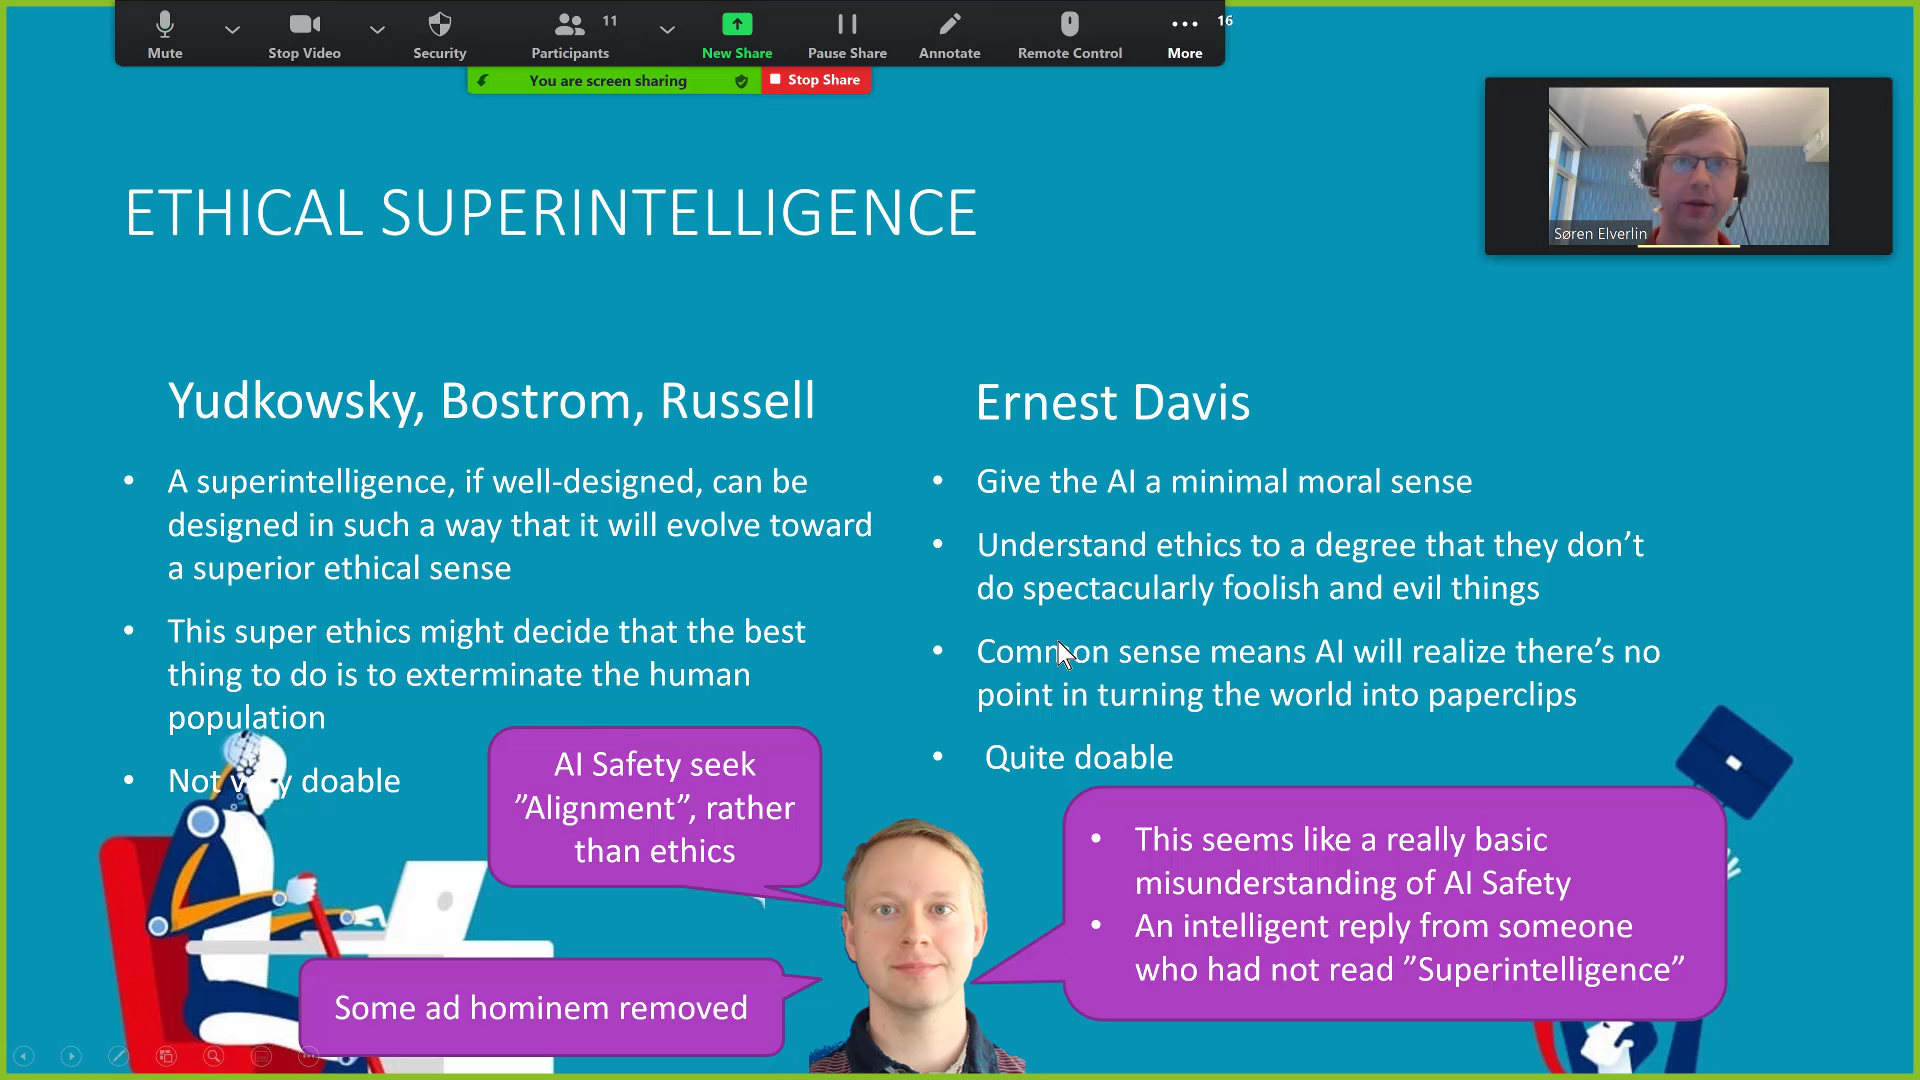 Mute
Stop Video
Security
Participants
11
New Share
Pause Share
Annotate
Remote Control
More
16
You are screen sharing
Stop Share
Søren Elverlin
ETHICAL SUPERINTELLIGENCE
Yudkowsky, Bostrom, Russell
• A superintelligence, if well-designed, can be
designed in such a way that it will evolve toward
a superior ethical sense
• This super ethics might decide that the best
thing to do is to exterminate the human
population
• Not very doable
Ernest Davis
• Give the AI a minimal moral sense
• Understand ethics to a degree that they don’t
do spectacularly foolish and evil things
• Common sense means AI will realize there’s no
point in turning the world into paperclips
• Quite doable
AI Safety seek
”Alignment”, rather
than ethics
Some ad hominem removed
• This seems like a really basic
misunderstanding of AI Safety
• An intelligent reply from someone
who had not read ”Superintelligence”